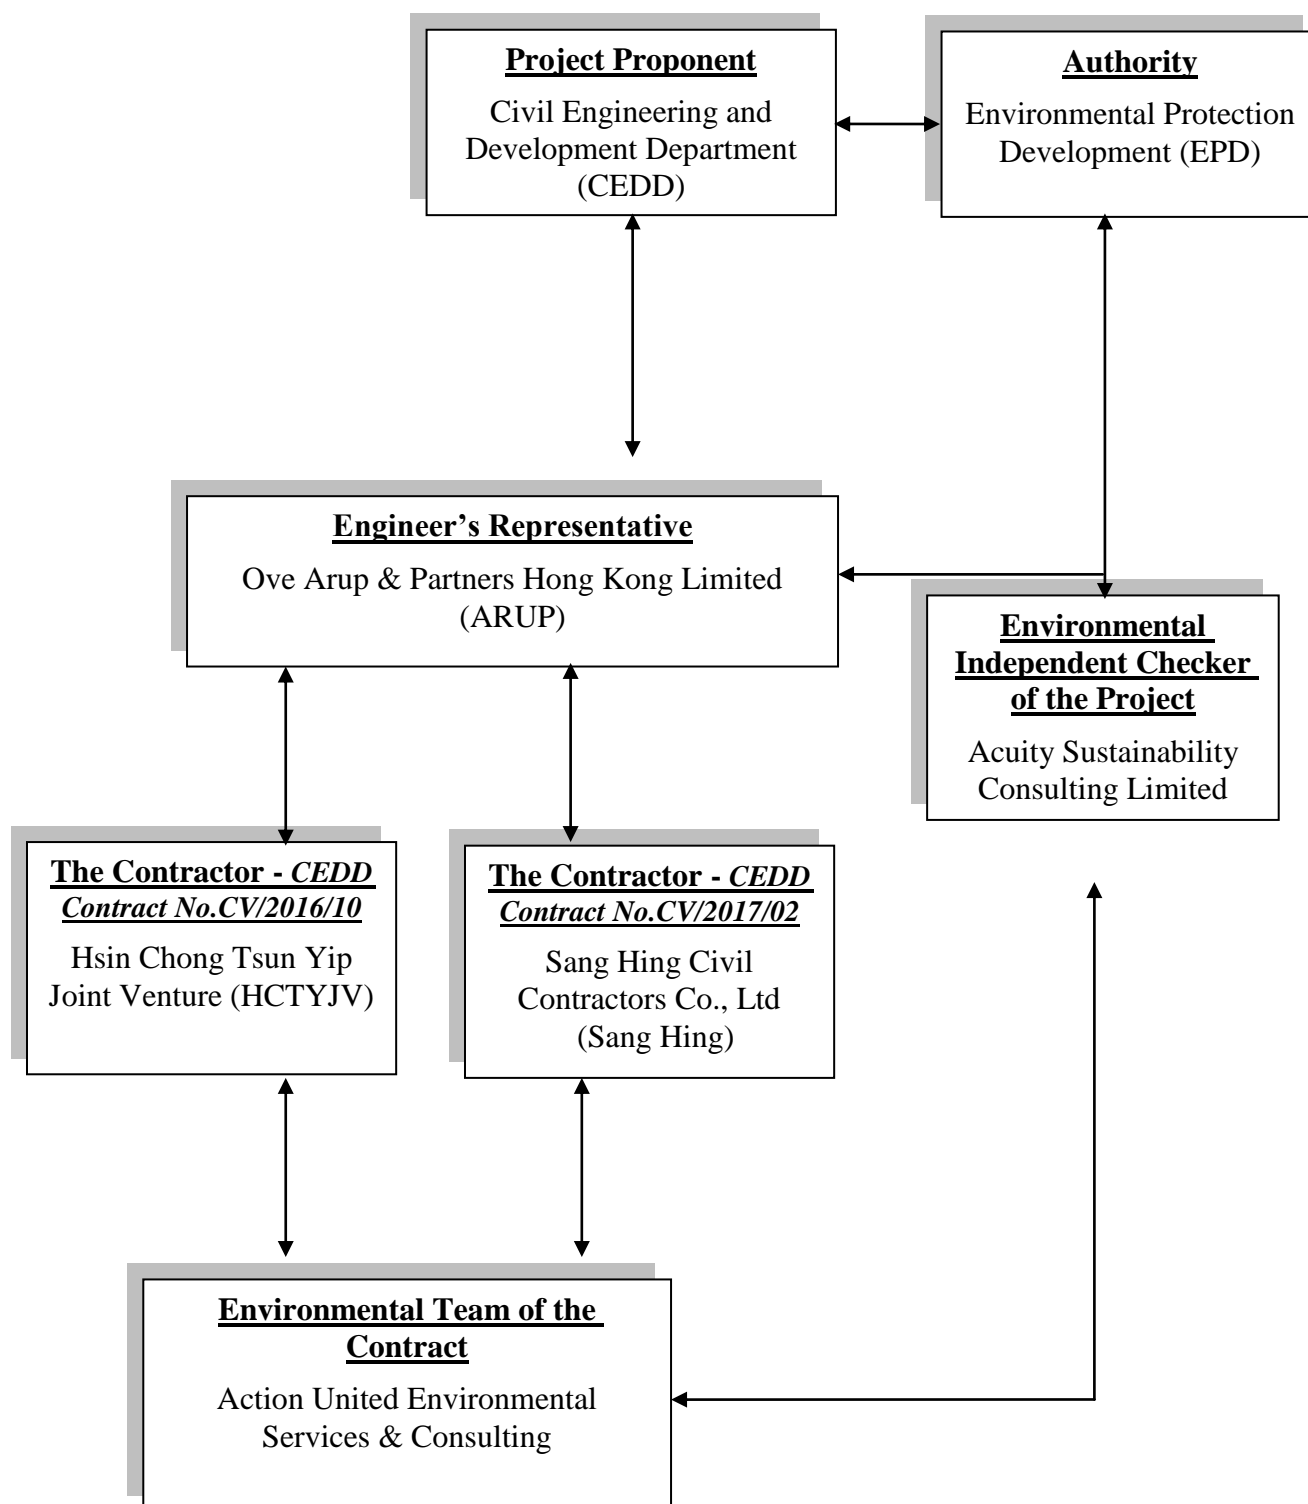 Project Proponent
Civil Engineering and
Development Department
(CEDD)
Authority
Environmental Protection
Development (EPD)
Engineer’s Representative
Ove Arup & Partners Hong Kong Limited
(ARUP)
Environmental
Independent Checker
of the Project
Acuity Sustainability
Consulting Limited
The Contractor - CEDD
Contract No.CV/2016/10
Hsin Chong Tsun Yip
Joint Venture (HCTYJV)
The Contractor - CEDD
Contract No.CV/2017/02
Sang Hing Civil
Contractors Co., Ltd
(Sang Hing)
Environmental Team of the
Contract
Action United Environmental
Services & Consulting